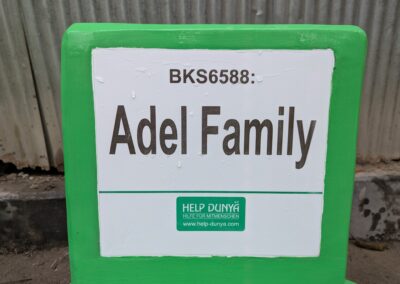 BKS6588:
Adel Family
HELP DUNYA
HILFE FÜR MITMENSCHEN
www.help-dunya.com